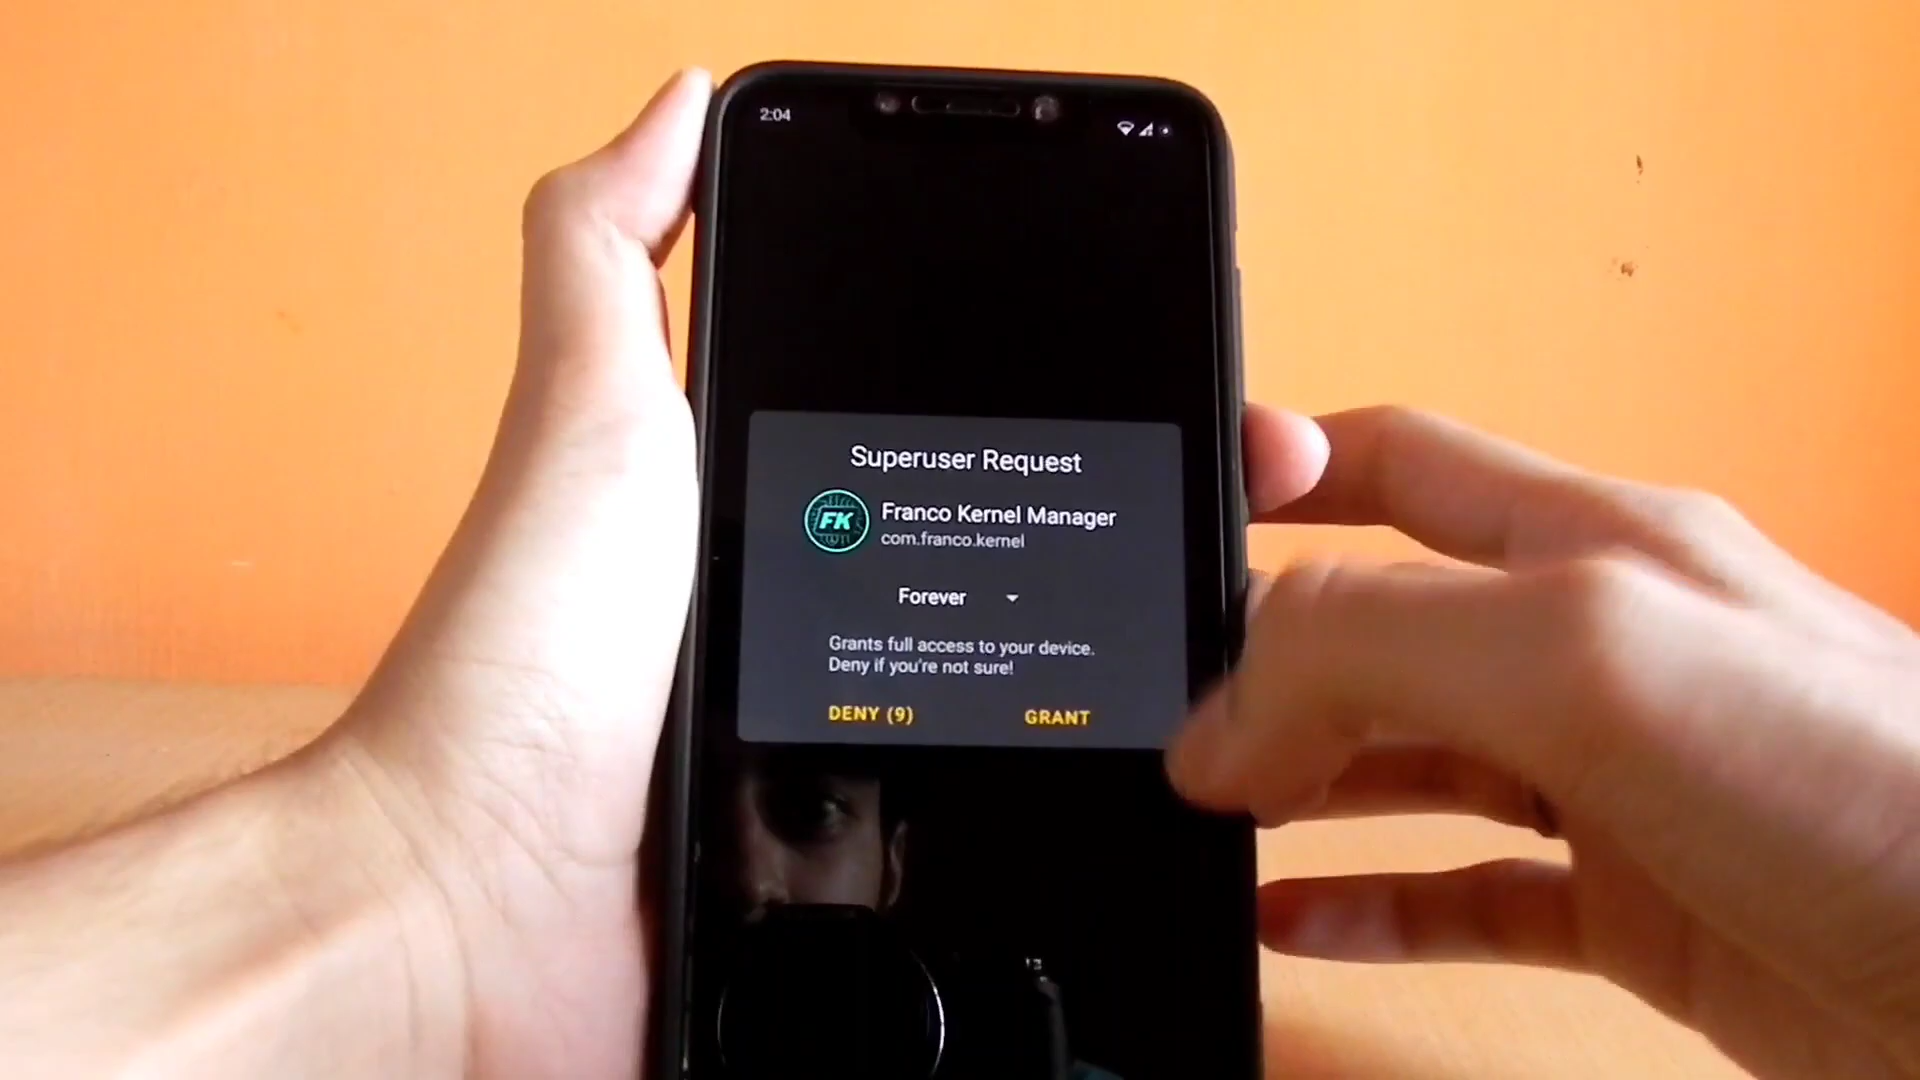 2:04
Superuser Request
FK
Franco Kernel Manager
com.franco.kernel
Forever
Grants full access to your device.
Deny if you're not sure!
DENY (9)
GRANT